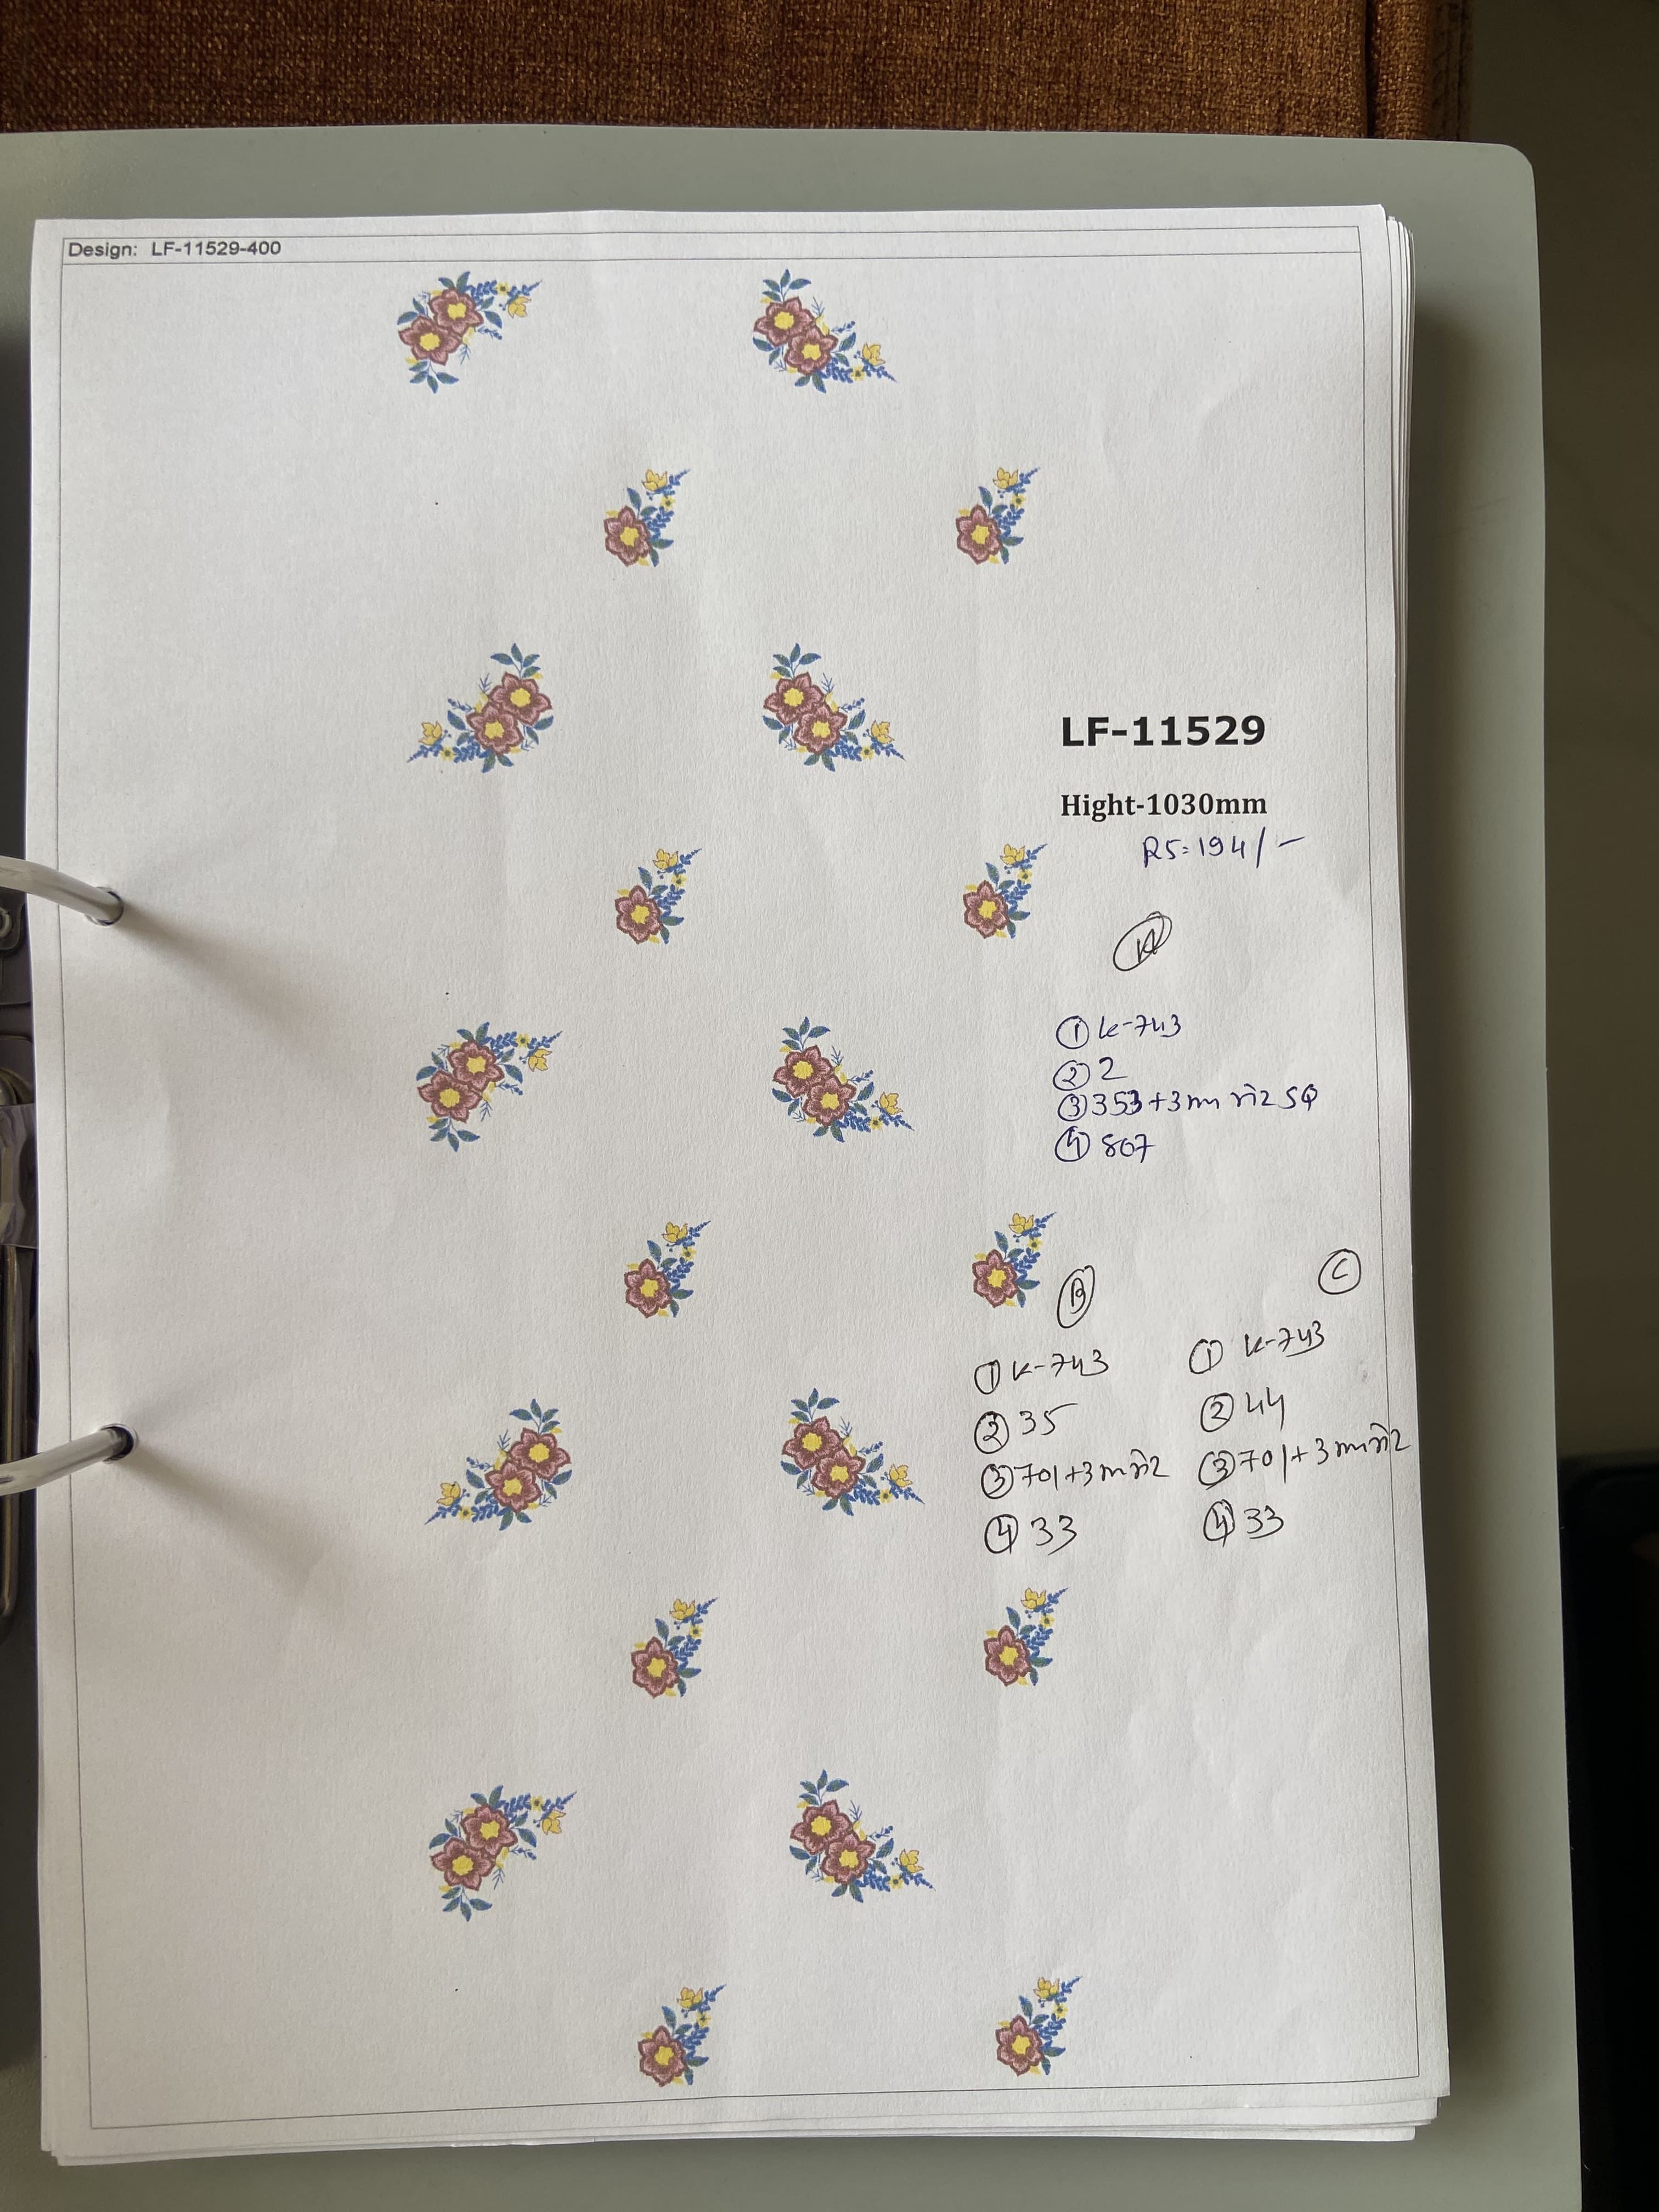 Design: LF-11529-400
LF-11529
Hight-1030mm
RS=194/-
A
① K-743
② 2
③ 353+3mm
④ 807
B
① K-743
② 35
③ 701+3mm
④ 33
C
① K-743
② 44
③ 701+3mm
④ 33